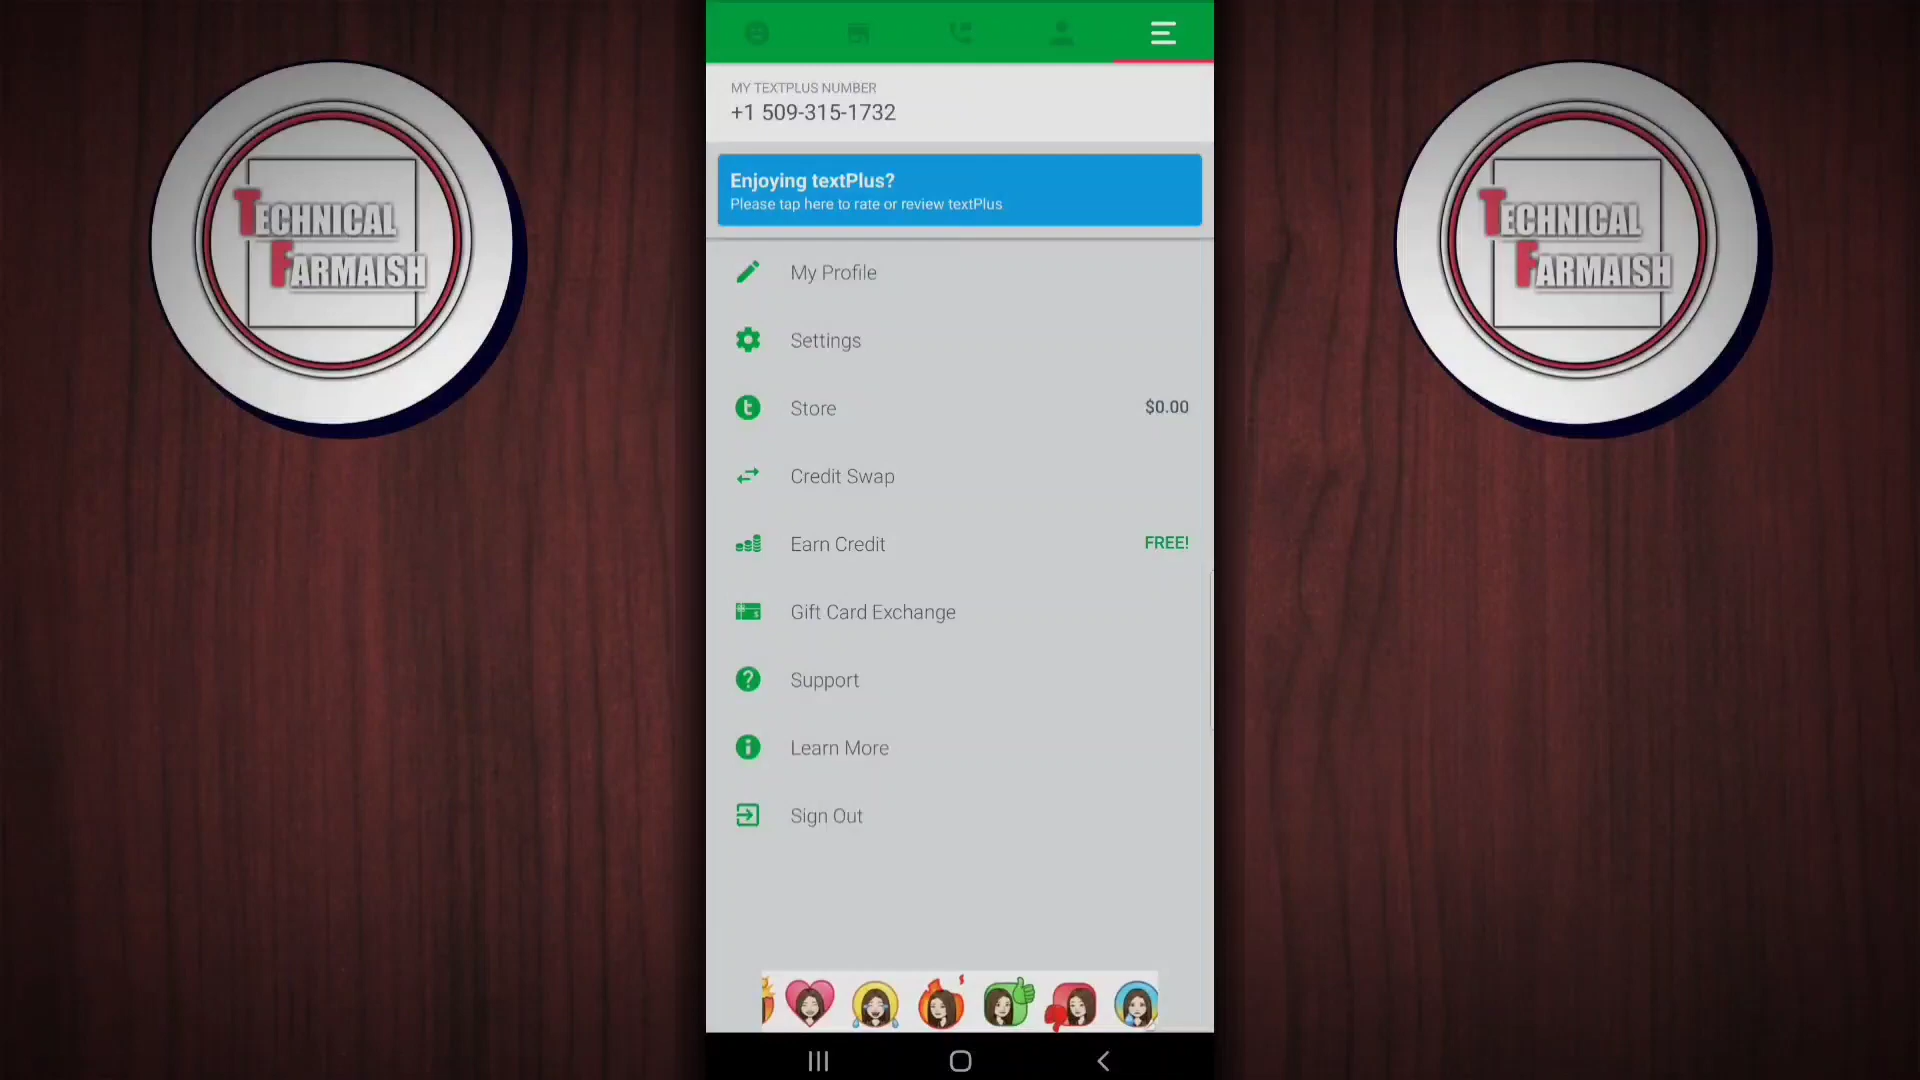 TECHNICAL
FARMAISH
MY TEXTPLUS NUMBER
+1 509-315-1732
Enjoying textPlus?
Please tap here to rate or review textPlus
My Profile
Settings
Store $0.00
Credit Swap
Earn Credit FREE!
Gift Card Exchange
Support
Learn More
Sign Out
TECHNICAL
FARMAISH